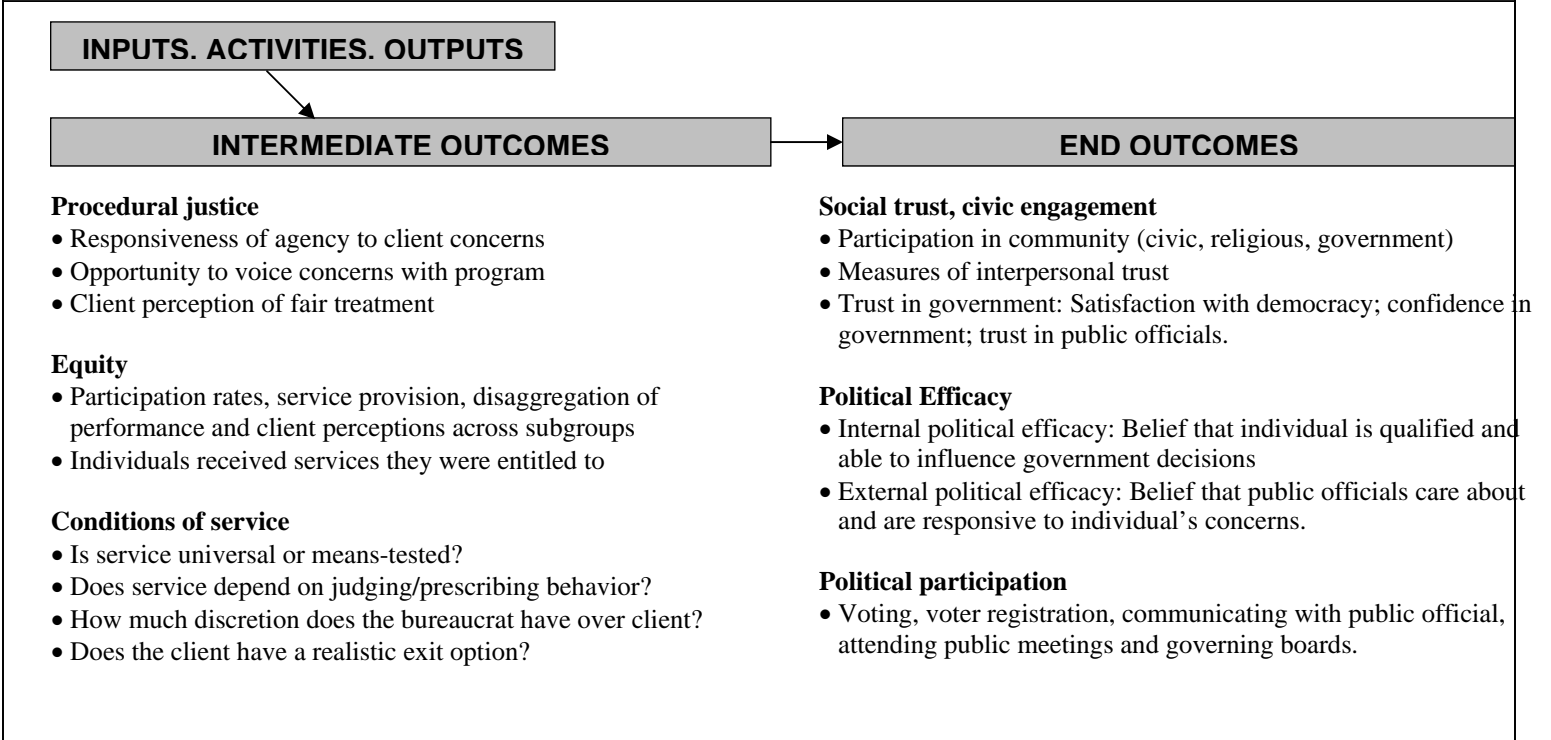 INPUTS. ACTIVITIES. OUTPUTS
INTERMEDIATE OUTCOMES
Procedural justice
• Responsiveness of agency to client concerns
• Opportunity to voice concerns with program
• Client perception of fair treatment
Equity
• Participation rates, service provision, disaggregation of
performance and client perceptions across subgroups
• Individuals received services they were entitled to
Conditions of service
• Is service universal or means-tested?
• Does service depend on judging/prescribing behavior?
• How much discretion does the bureaucrat have over client?
• Does the client have a realistic exit option?
END OUTCOMES
Social trust, civic engagement
• Participation in community (civic, religious, government)
• Measures of interpersonal trust
• Trust in government: Satisfaction with democracy; confidence in
government; trust in public officials.
Political Efficacy
• Internal political efficacy: Belief that individual is qualified and
able to influence government decisions
• External political efficacy: Belief that public officials care about
and are responsive to individual’s concerns.
Political participation
• Voting, voter registration, communicating with public official,
attending public meetings and governing boards.